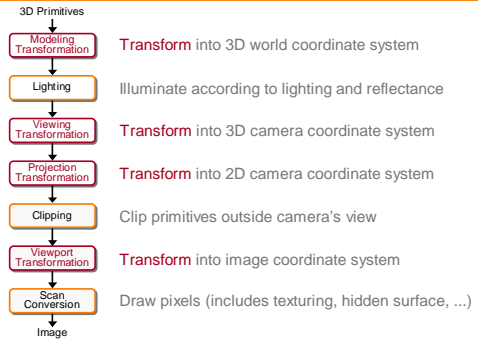 3D Primitives
Modeling
Transformation
Transform into 3D world coordinate system
Lighting
Illuminate according to lighting and reflectance
Viewing
Transformation
Transform into 3D camera coordinate system
Projection
Transformation
Transform into 2D camera coordinate system
Clipping
Clip primitives outside camera’s view
Viewport
Transformation
Transform into image coordinate system
Scan
Conversion
Draw pixels (includes texturing, hidden surface, ...)
Image